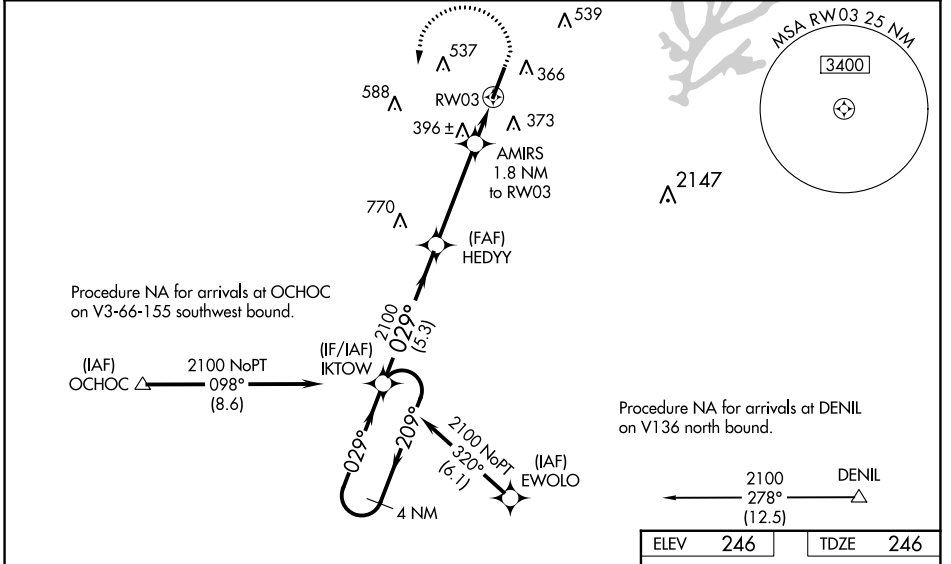 539
537
366
588
RW03
396 ±
373
AMIRS
1.8 NM
to RW03
MSA RW03 25 NM
3400
2147
770
(FAF)
HEDYY
Procedure NA for arrivals at OCHOC
on V3-66-155 southwest bound.
2100
029°
(5.3)
(IF/IAF)
IKTOW
(IAF)
OCHOC
2100 NoPT
098°
(8.6)
029°
209°
4 NM
2100 NoPT
320°
(6.1)
(IAF)
EWOLO
Procedure NA for arrivals at DENIL
on V136 north bound.
2100
278°
(12.5)
DENIL
ELEV 246
TDZE 246